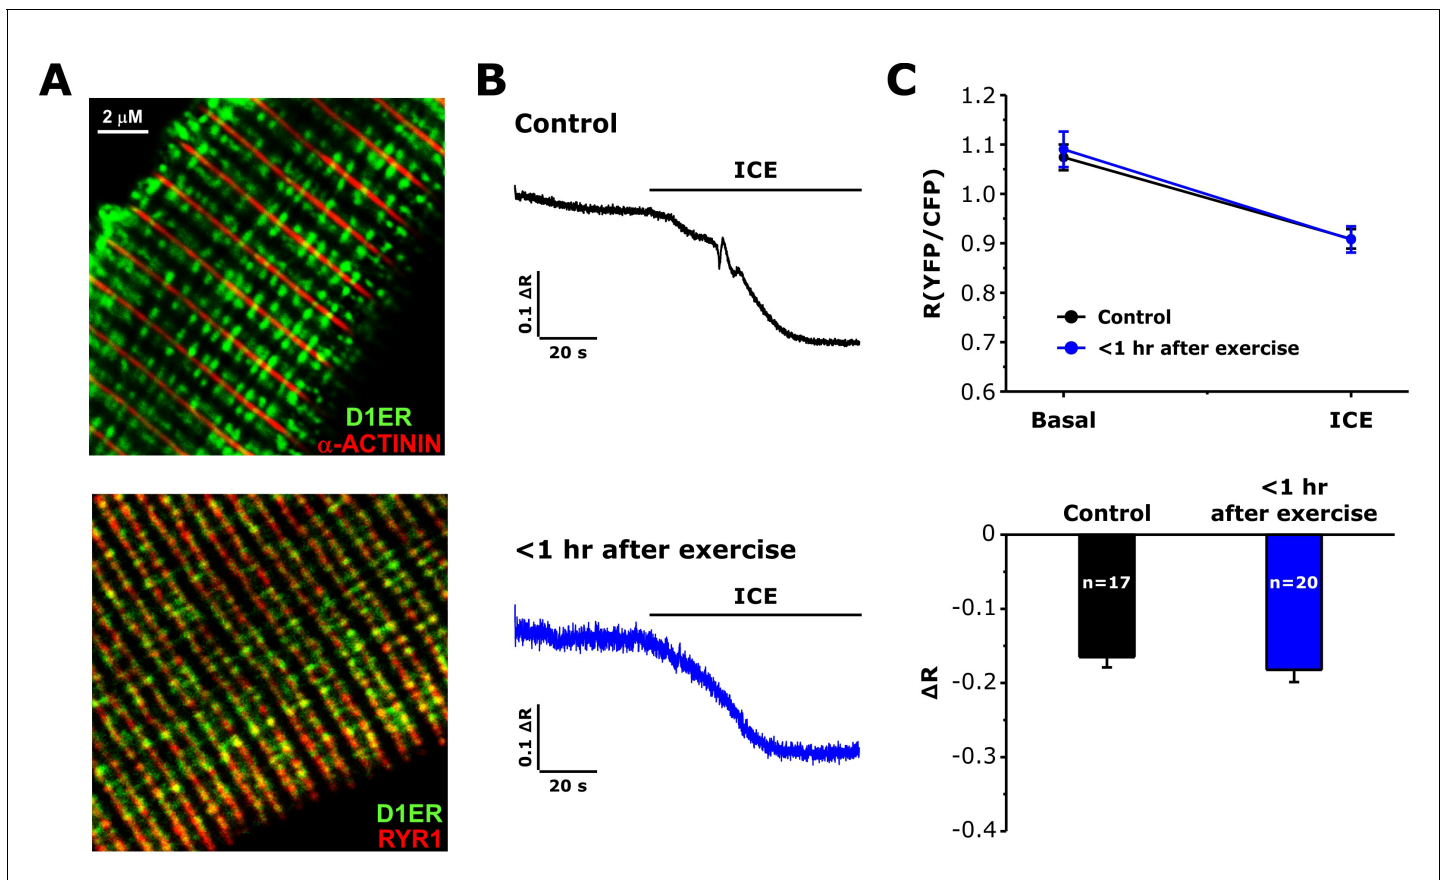 A
2 μM
D1ER
α-ACTININ
D1ER
RYR1
B
Control
ICE
0.1 ΔR
20 s
<1 hr after exercise
ICE
0.1 ΔR
20 s
C
R(YFP/CFP)
1.2
1.1
1.0
0.9
0.8
0.7
0.6
Control
<1 hr after exercise
Basal
ICE
Control
<1 hr
after exercise
ΔR
0
-0.1
-0.2
-0.3
-0.4
n=17
n=20